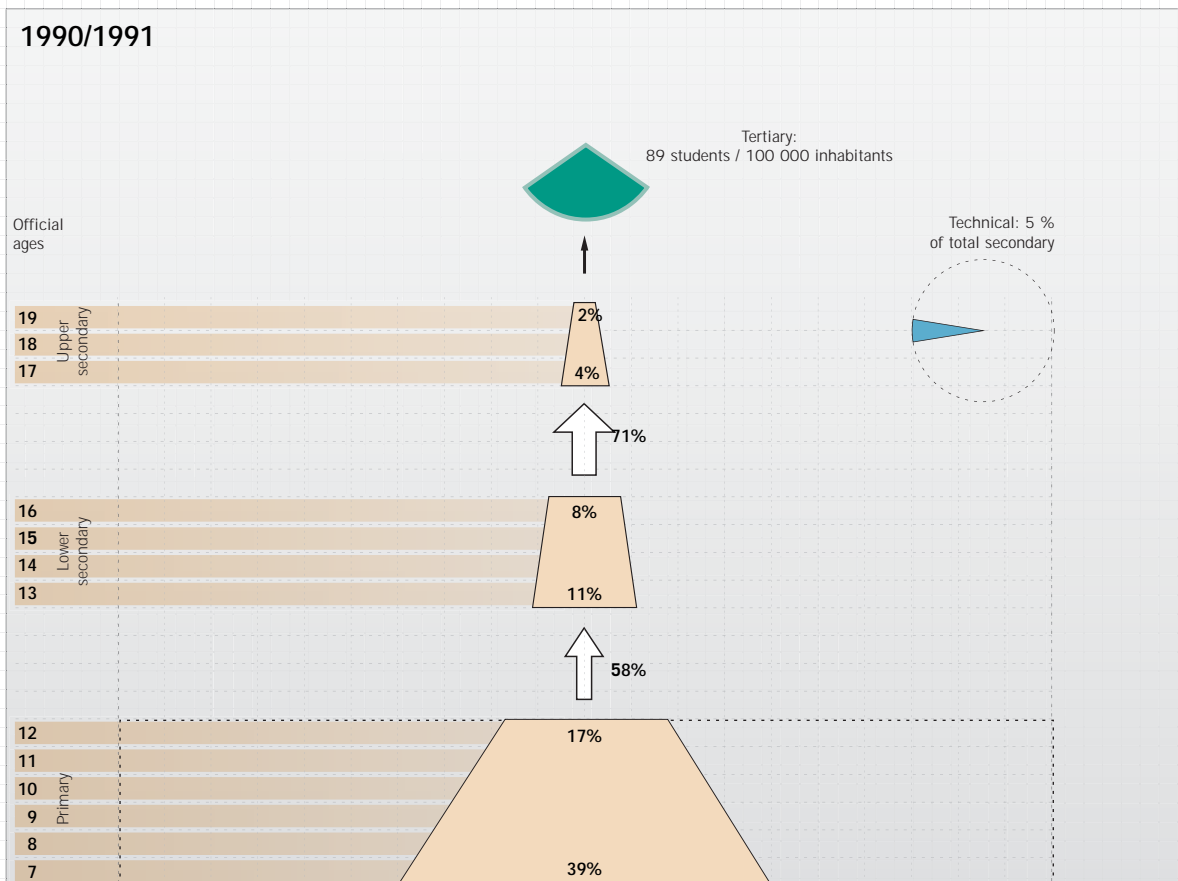 1990/1991
Tertiary:
89 students / 100 000 inhabitants
Official
ages
Technical: 5 %
of total secondary
19
18
17
Upper
secondary
2%
4%
71%
16
15
14
13
Lower
secondary
8%
11%
58%
12
11
10
9
8
7
Primary
17%
39%